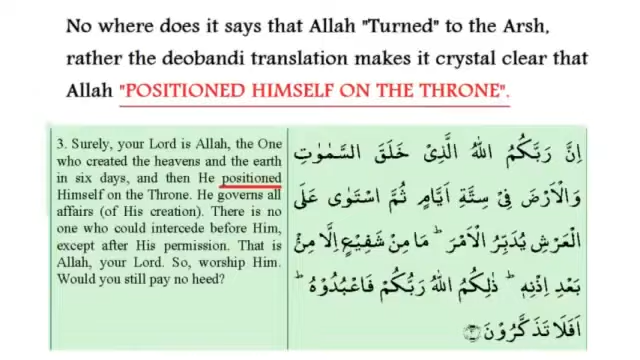 No where does it says that Allah "Turned" to the Arsh,
rather the deobandi translation makes it crystal clear that
Allah "POSITIONED HIMSELF ON THE THRONE".
3. Surely, your Lord is Allah, the One
who created the heavens and the earth
in six days, and then He positioned
Himself on the Throne. He governs all
affairs (of His creation). There is no
one who could intercede before Him,
except after His permission. That is
Allah, your Lord. So, worship Him.
Would you still pay no heed?
اِنَّ رَبَّكُمُ اللّٰهُ الَّذِیْ خَلَقَ السَّمٰوٰتِ
وَالْاَرْضَ فِیْ سِتَّةِ اَیَّامٍ ثُمَّ اسْتَوٰی عَلَی
الْعَرْشِ یُدَبِّرُ الْاَمْرَ ؕ مَا مِنْ شَفِیْعٍ اِلَّا مِنْۢ
بَعْدِ اِذْنِهٖ ؕ ذٰلِكُمُ اللّٰهُ رَبُّكُمْ فَاعْبُدُوْهُ ؕ
اَفَلَا تَذَكَّرُوْنَ ﴿۳﴾